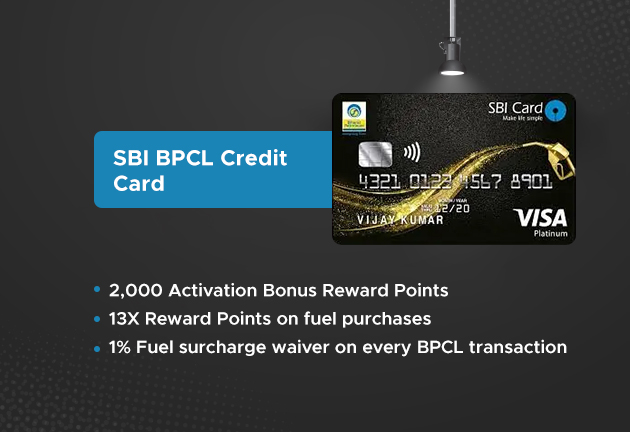 SBI BPCL Credit
Card
SBI Card
Make life simple
4321 0123 4567 8901
MONTH / YEAR
12/20
VIJAY KUMAR
VISA
Platinum
2,000 Activation Bonus Reward Points
13X Reward Points on fuel purchases
1% Fuel surcharge waiver on every BPCL transaction